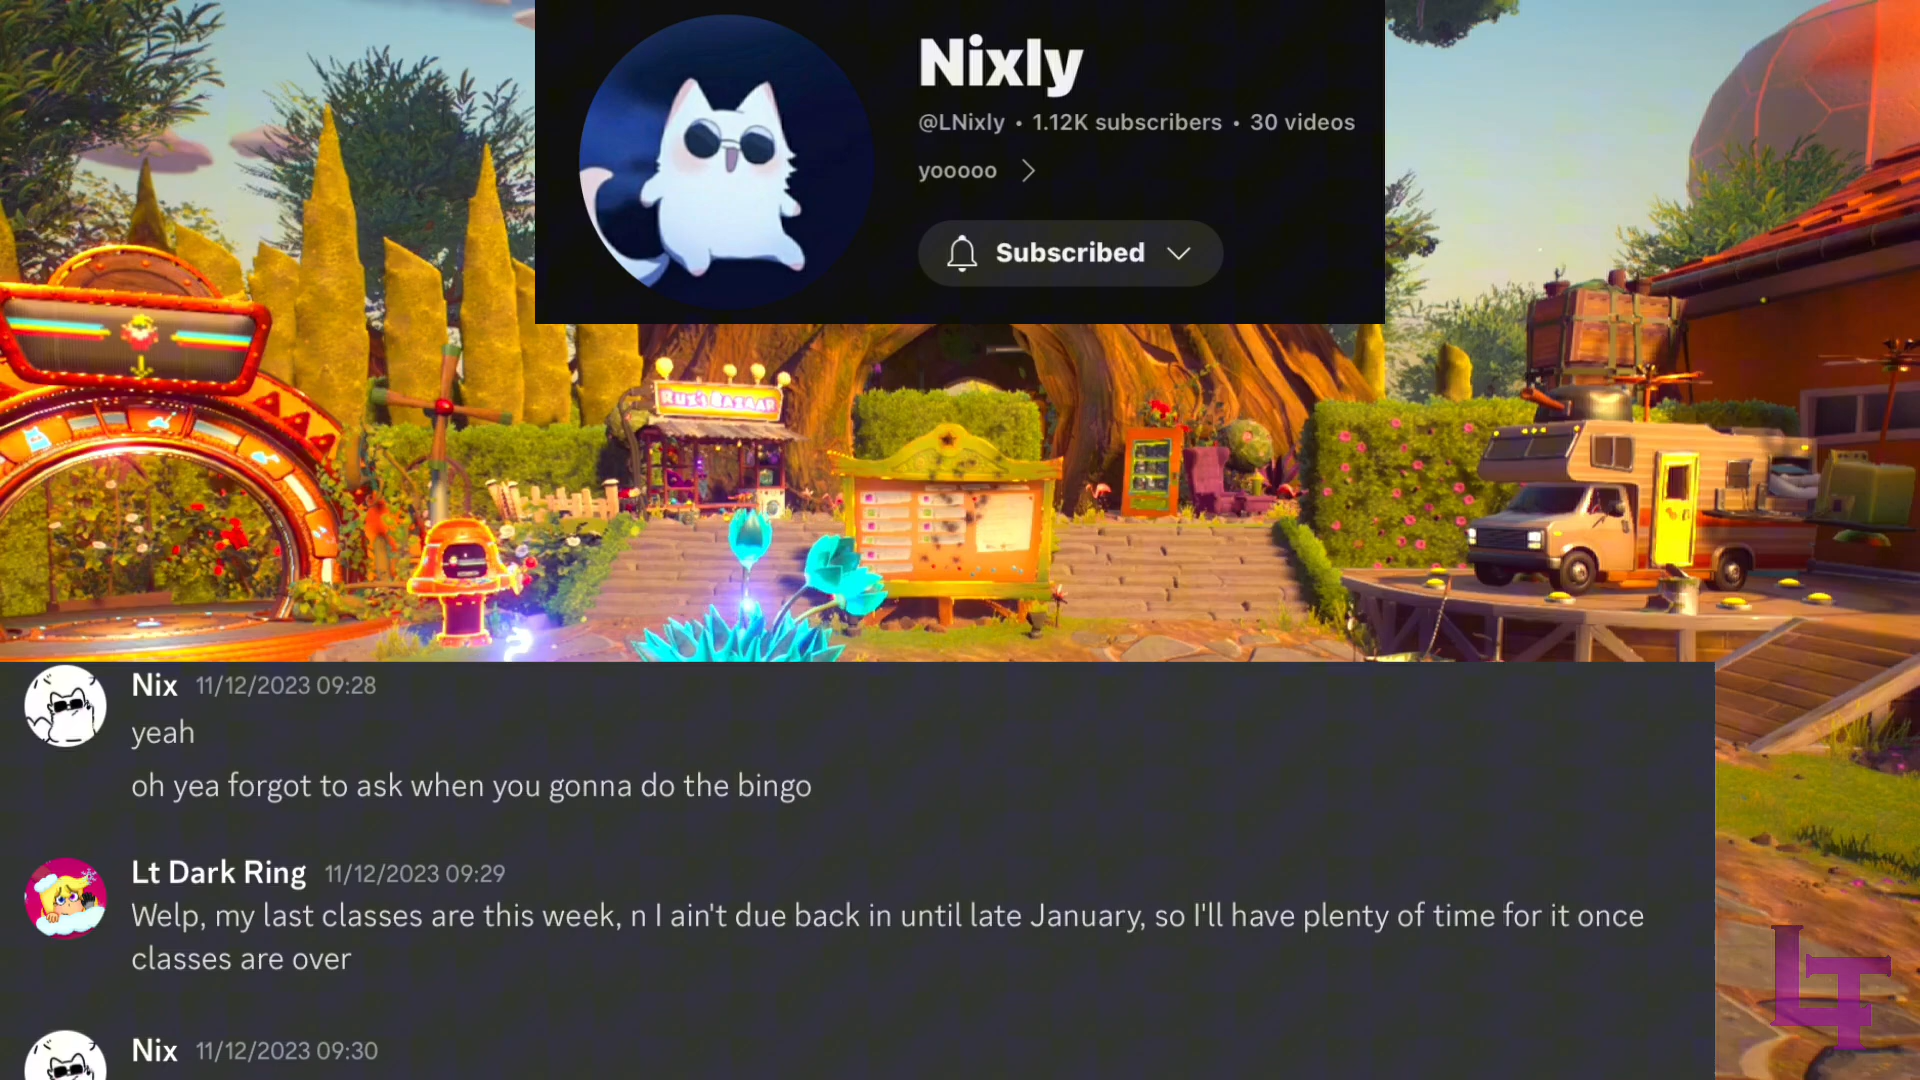 Nixly
@LNixly • 1.12K subscribers • 30 videos
yooooo
Subscribed
RUX'S BAZAAR
Nix 11/12/2023 09:28
yeah
oh yea forgot to ask when you gonna do the bingo
Lt Dark Ring 11/12/2023 09:29
Welp, my last classes are this week, n I ain't due back in until late January, so I'll have plenty of time for it once
classes are over
Nix 11/12/2023 09:30
LT